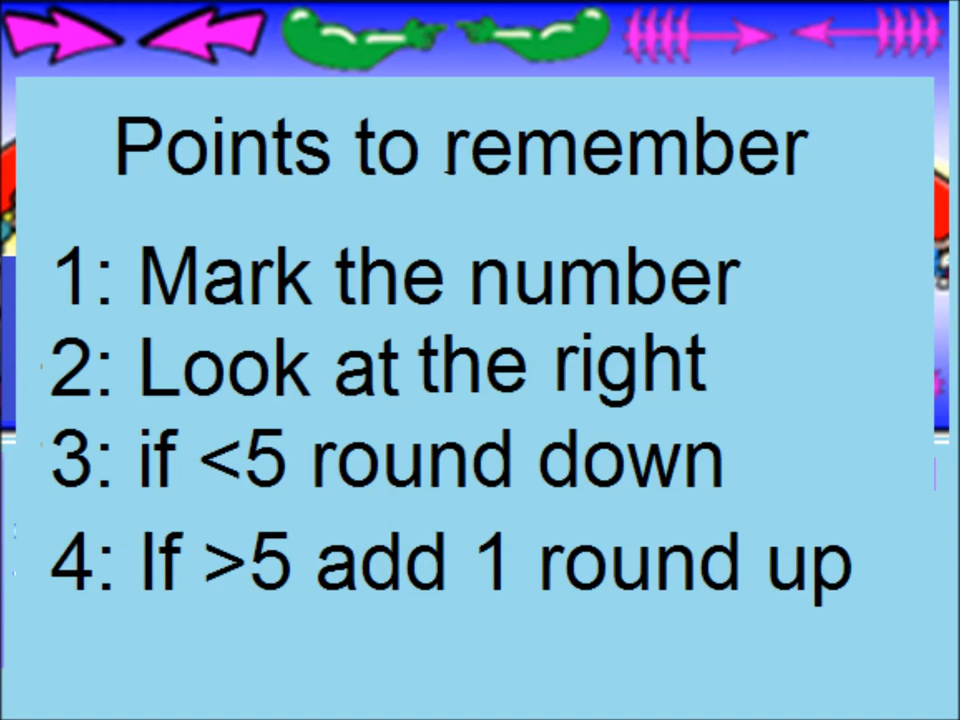 Points to remember
1: Mark the number
2: Look at the right
3: if <5 round down
4: If >5 add 1 round up